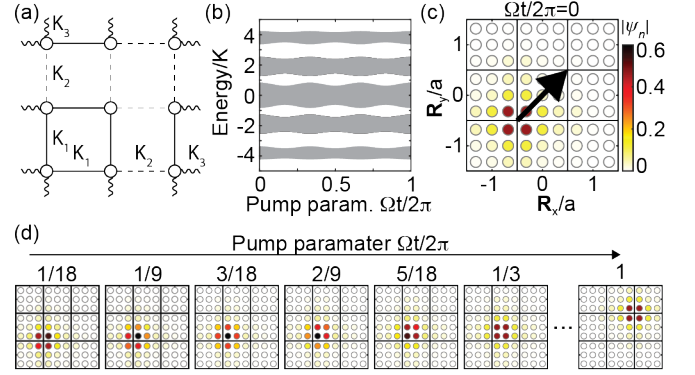 (a)
K₃
K₂
K₁
K₁
K₂
K₃
(b)
Energy/K
4
2
0
-2
-4
0
0.5
1
Pump param. Ωt/2π
(c)
Ωt/2π=0
|ψₙ|
R_y/a
1
0
-1
-1
0
1
R_x/a
0.6
0.4
0.2
0
(d)
Pump paramater Ωt/2π
1/18
1/9
3/18
2/9
5/18
1/3
...
1